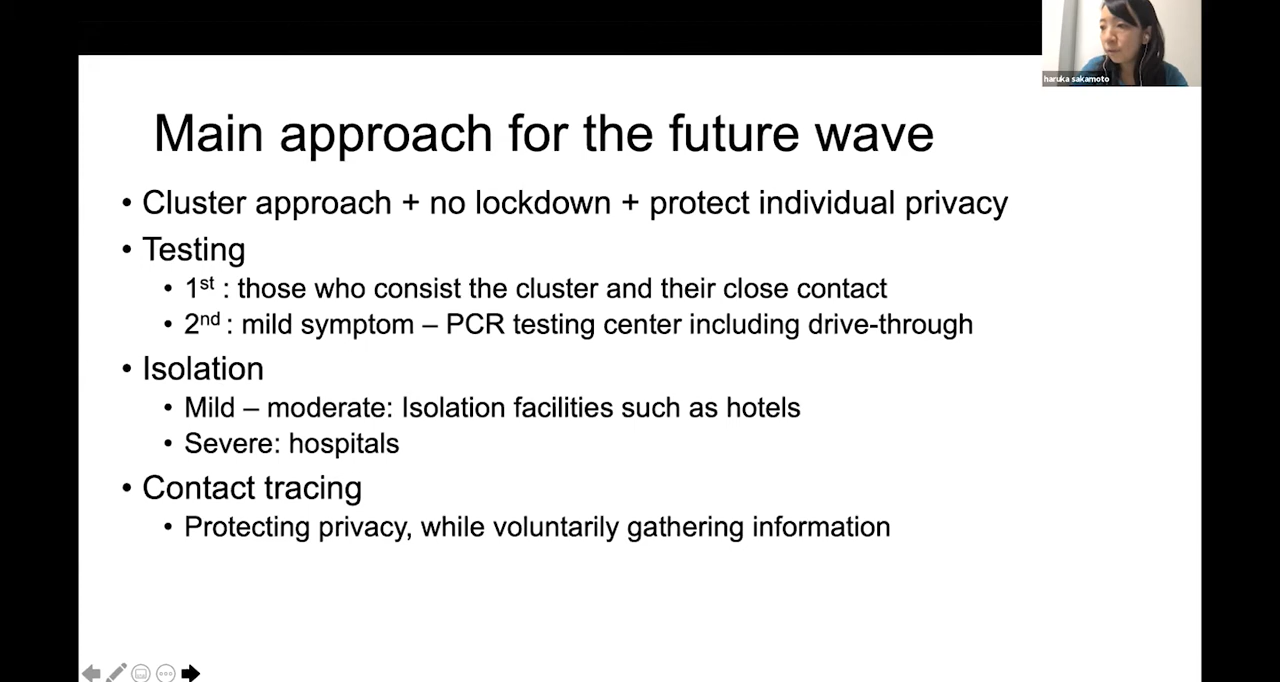 haruka sakamoto
Main approach for the future wave
• Cluster approach + no lockdown + protect individual privacy
• Testing
• 1st : those who consist the cluster and their close contact
• 2nd : mild symptom – PCR testing center including drive-through
• Isolation
• Mild – moderate: Isolation facilities such as hotels
• Severe: hospitals
• Contact tracing
• Protecting privacy, while voluntarily gathering information